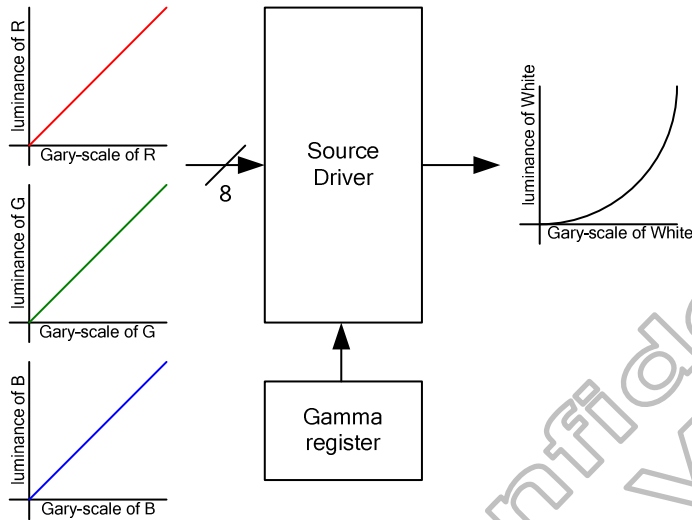 luminance of R
Gary-scale of R
luminance of G
Gary-scale of G
luminance of B
Gary-scale of B
8
Source
Driver
Gamma
register
luminance of White
Gary-scale of White